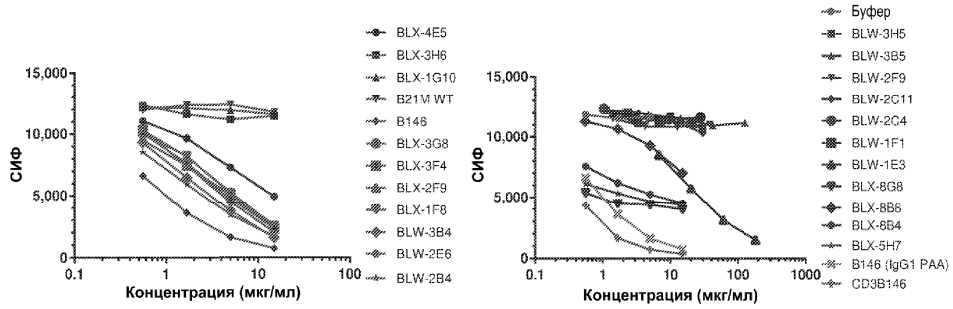 BLX-4E5
BLX-3H6
BLX-1G10
B21M WT
B146
BLX-3G8
BLX-3F4
BLX-2F9
BLX-1F8
BLW-3B4
BLW-2E6
BLW-2B4
СИФ
15,000
10,000
5,000
0
0.1
1
10
100
Концентрация (мкг/мл)
Буфер
BLW-3H5
BLW-3B5
BLW-2F9
BLW-2C11
BLW-2C4
BLW-1F1
BLW-1E3
BLX-8G8
BLX-8B6
BLX-8B4
BLX-5H7
B146 (IgG1 PAA)
CD3B146
СИФ
15,000
10,000
5,000
0
0.1
1
10
100
1000
Концентрация (мкг/мл)